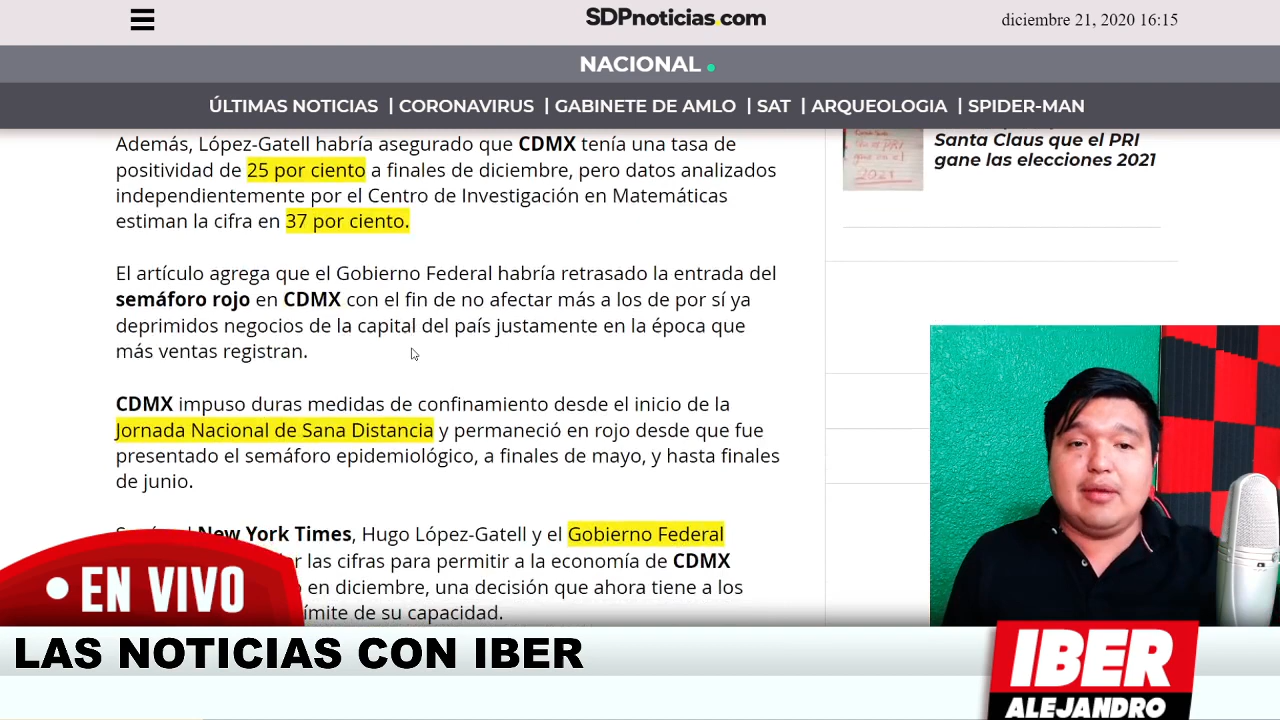 SDPnoticias.com
diciembre 21, 2020 16:15
NACIONAL
ÚLTIMAS NOTICIAS | CORONAVIRUS | GABINETE DE AMLO | SAT | ARQUEOLOGIA | SPIDER-MAN
Además, López-Gatell habría asegurado que CDMX tenía una tasa de
positividad de 25 por ciento a finales de diciembre, pero datos analizados
independientemente por el Centro de Investigación en Matemáticas
estiman la cifra en 37 por ciento.
El artículo agrega que el Gobierno Federal habría retrasado la entrada del
semáforo rojo en CDMX con el fin de no afectar más a los de por sí ya
deprimidos negocios de la capital del país justamente en la época que
más ventas registran.
CDMX impuso duras medidas de confinamiento desde el inicio de la
Jornada Nacional de Sana Distancia y permaneció en rojo desde que fue
presentado el semáforo epidemiológico, a finales de mayo, y hasta finales
de junio.
New York Times, Hugo López-Gatell y el Gobierno Federal
las cifras para permitir a la economía de CDMX
en diciembre, una decisión que ahora tiene a los
de su capacidad.
Santa Claus que el PRI
gane las elecciones 2021
2021
• EN VIVO
LAS NOTICIAS CON IBER
IBER
ALEJANDRO